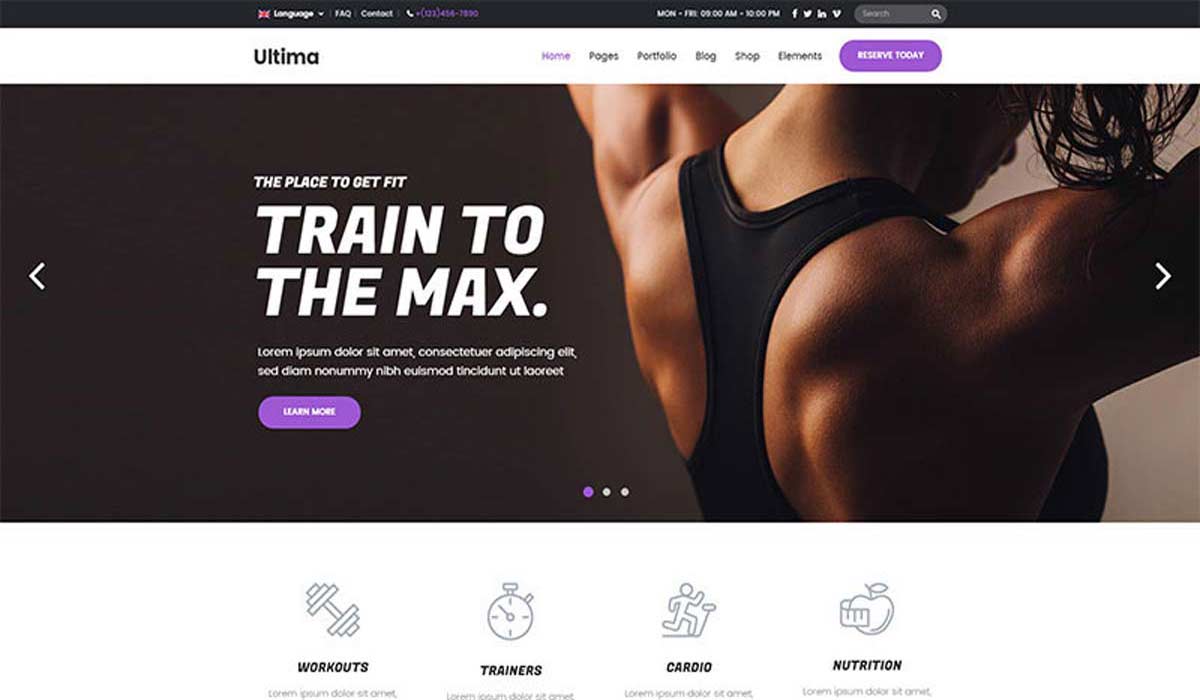 Language
FAQ
Contact
+(123)456-7890
MON - FRI: 09:00 AM - 10:00 PM
Search
Ultima
Home
Pages
Portfolio
Blog
Shop
Elements
RESERVE TODAY
THE PLACE TO GET FIT
TRAIN TO
THE MAX.
Lorem ipsum dolor sit amet, consectetuer adipiscing elit,
sed diam nonummy nibh euismod tincidunt ut laoreet
LEARN MORE
WORKOUTS
TRAINERS
CARDIO
NUTRITION
Lorem ipsum dolor sit amet,
Lorem ipsum dolor sit amet,
Lorem ipsum dolor sit amet,
Lorem ipsum dolor sit amet,